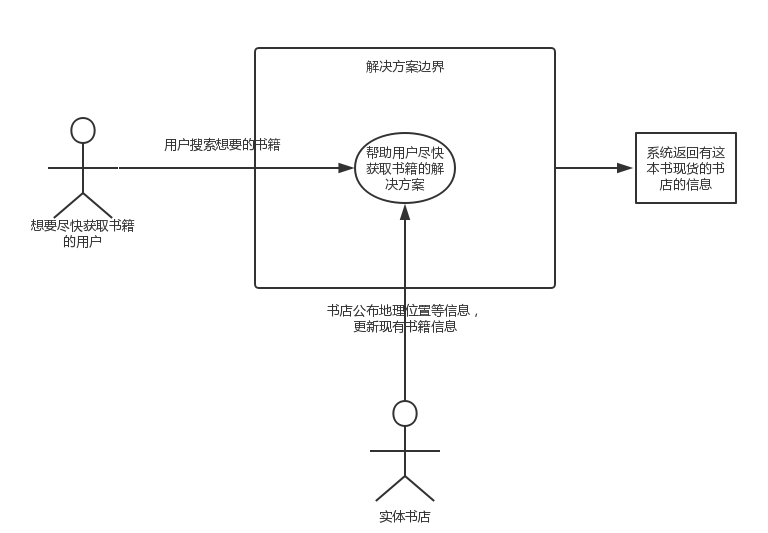 解决方案边界
用户搜索想要的书籍
帮助用户尽快
获取书籍的解
决方案
系统返回有这
本书现货的书
店的信息
想要尽快获取书籍
的用户
书店公布地理位置等信息，
更新现有书籍信息
实体书店